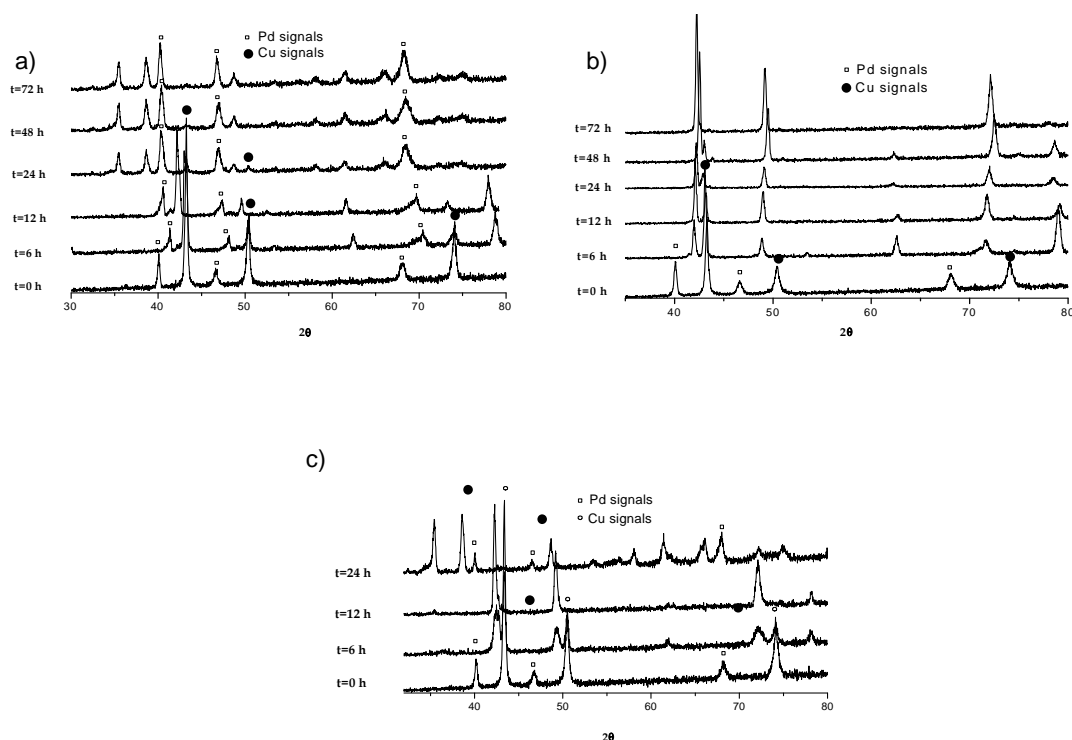 a)
Pd signals
Cu signals
t=72 h
t=48 h
t=24 h
t=12 h
t=6 h
t=0 h
30 40 50 60 70 80
2θ
b)
Pd signals
Cu signals
t=72 h
t=48 h
t=24 h
t=12 h
t=6 h
t=0 h
40 50 60 70 80
2θ
c)
Pd signals
Cu signals
t=24 h
t=12 h
t=6 h
t=0 h
40 50 60 70 80
2θ